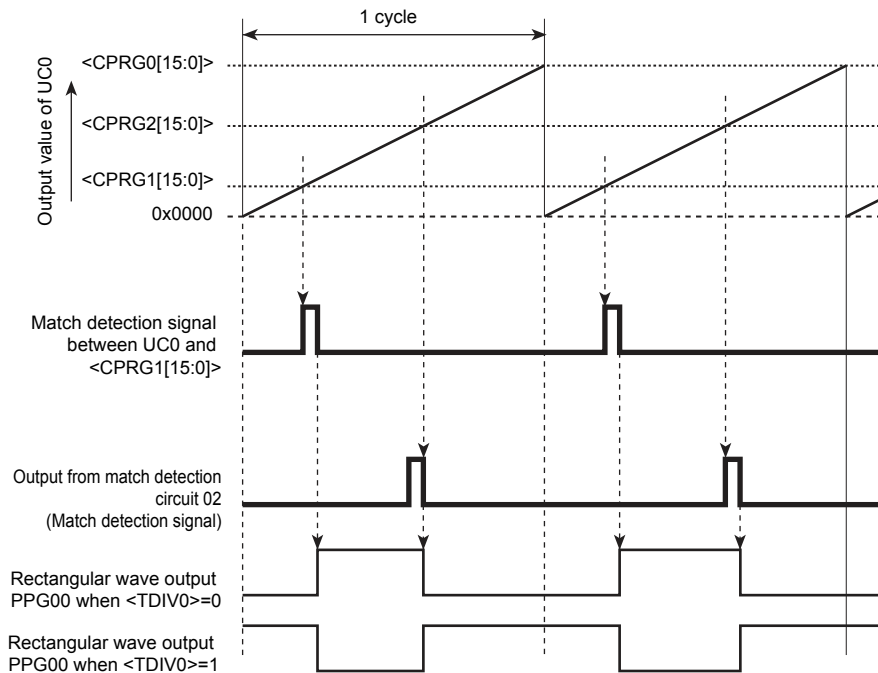 1 cycle
Output value of UC0
<CPRG0[15:0]>
<CPRG2[15:0]>
<CPRG1[15:0]>
0x0000
Match detection signal
between UC0 and
<CPRG1[15:0]>
Output from match detection
circuit 02
(Match detection signal)
Rectangular wave output
PPG00 when <TDIV0>=0
Rectangular wave output
PPG00 when <TDIV0>=1